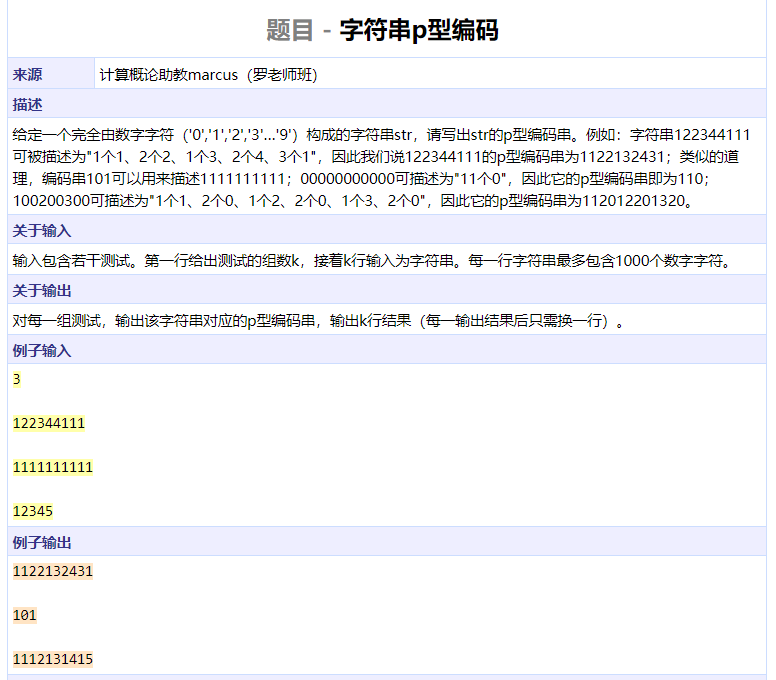 题目 - 字符串p型编码
来源 计算概论助教marcus（罗老师班）
描述
给定一个完全由数字字符（'0','1','2','3'...'9'）构成的字符串str，请写出str的p型编码串。例如：字符串122344111
可被描述为"1个1、2个2、1个3、2个4、3个1"，因此我们说122344111的p型编码串为1122132431；类似的道
理，编码串101可以用来描述1111111111；00000000000可描述为"11个0"，因此它的p型编码串即为110；
100200300可描述为"1个1、2个0、1个2、2个0、1个3、2个0"，因此它的p型编码串为112012201320。
关于输入
输入包含若干测试。第一行给出测试的组数k，接着k行输入为字符串。每一行字符串最多包含1000个数字字符。
关于输出
对每一组测试，输出该字符串对应的p型编码串，输出k行结果（每一输出结果后只需换一行）。
例子输入
3
122344111
1111111111
12345
例子输出
1122132431
101
1112131415